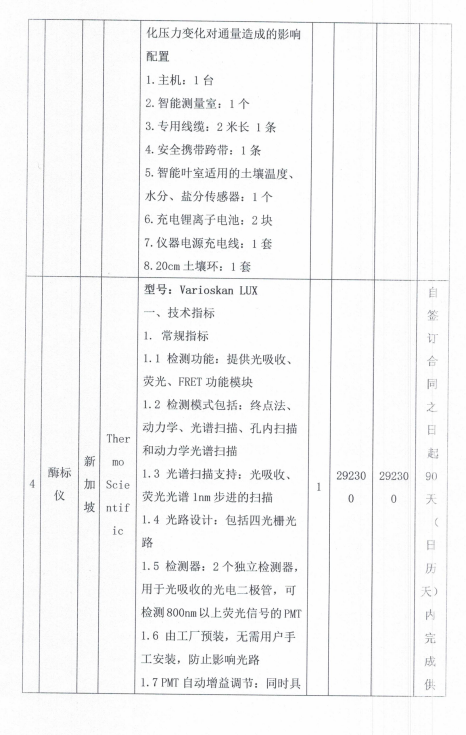 化压力变化对通量造成的影响
配置
1.主机：1台
2.智能测量室：1个
3.专用线缆：2米长 1条
4.安全携带跨带：1条
5.智能叶室适用的土壤温度、
水分、盐分传感器：1个
6.充电锂离子电池：2块
7.仪器电源充电线：1套
8.20cm土壤环：1套
4
酶标
仪
新
加
坡
Ther
mo
Scie
ntif
ic
型号：Varioskan LUX
一、技术指标
1. 常规指标
1.1 检测功能：提供光吸收、
荧光、FRET 功能模块
1.2 检测模式包括：终点法、
动力学、光谱扫描、孔内扫描
和动力学光谱扫描
1.3 光谱扫描支持：光吸收、
荧光光谱 1nm 步进的扫描
1.4 光路设计：包括四光栅光
路
1.5 检测器：2个独立检测器，
用于光吸收的光电二极管，可
检测800nm以上荧光信号的PMT
1.6 由工厂预装，无需用户手
工安装，防止影响光路
1.7 PMT 自动增益调节：同时具
1
29230
0
29230
0
自
签
订
合
同
之
日
起
90
天
（
日
历
天）
内
完
成
供